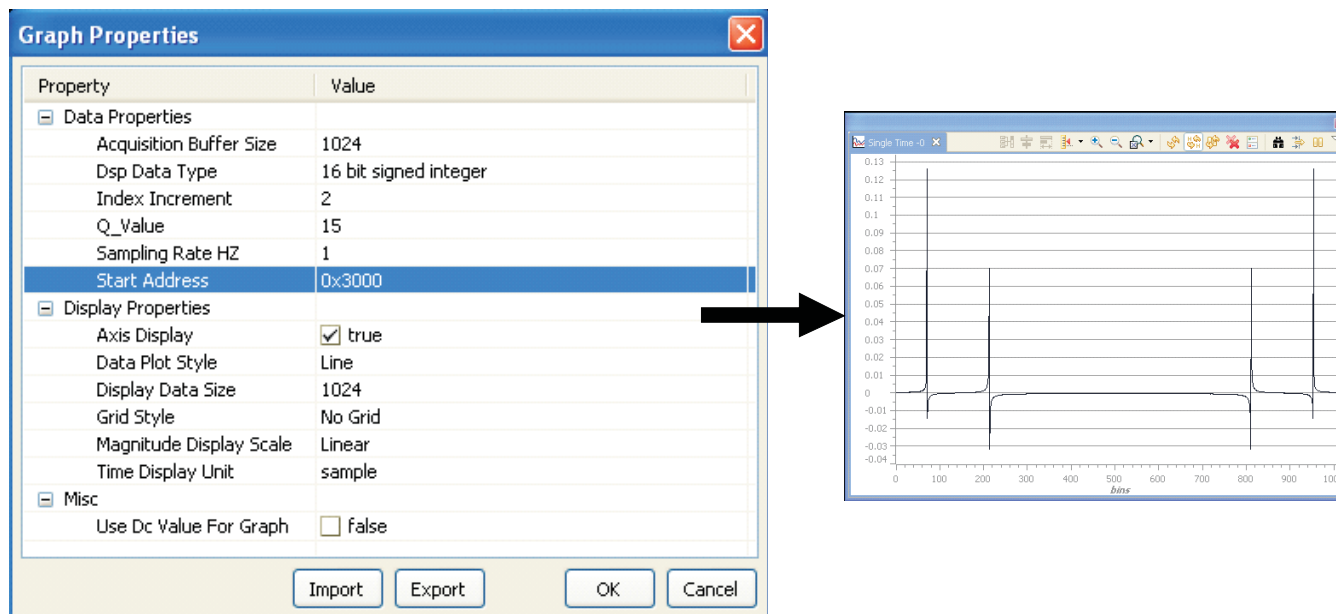 Graph Properties
Property Value
Data Properties
Acquisition Buffer Size 1024
Dsp Data Type 16 bit signed integer
Index Increment 2
Q_Value 15
Sampling Rate HZ 1
Start Address 0x3000
Display Properties
Axis Display true
Data Plot Style Line
Display Data Size 1024
Grid Style No Grid
Magnitude Display Scale Linear
Time Display Unit sample
Misc
Use Dc Value For Graph false
Import Export OK Cancel
Single Time -0
0.13
0.12
0.11
0.1
0.09
0.08
0.07
0.06
0.05
0.04
0.03
0.02
0.01
0
-0.01
-0.02
-0.03
-0.04
0 100 200 300 400 500 600 700 800 900 100
bins